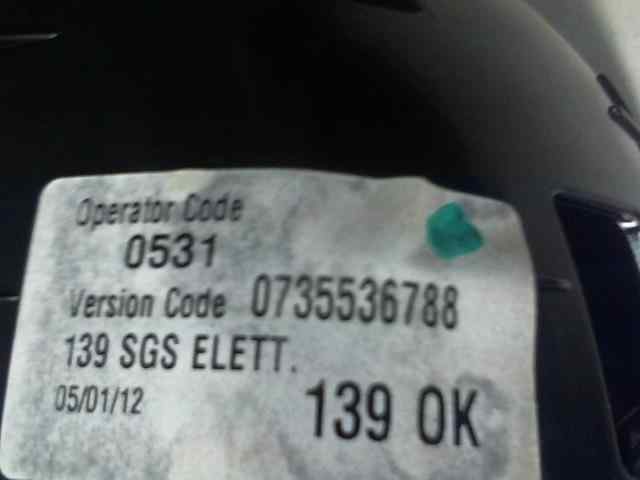 Operator Code
0531
Version Code 0735536788
139 SGS ELETT.
05/01/12 139 OK